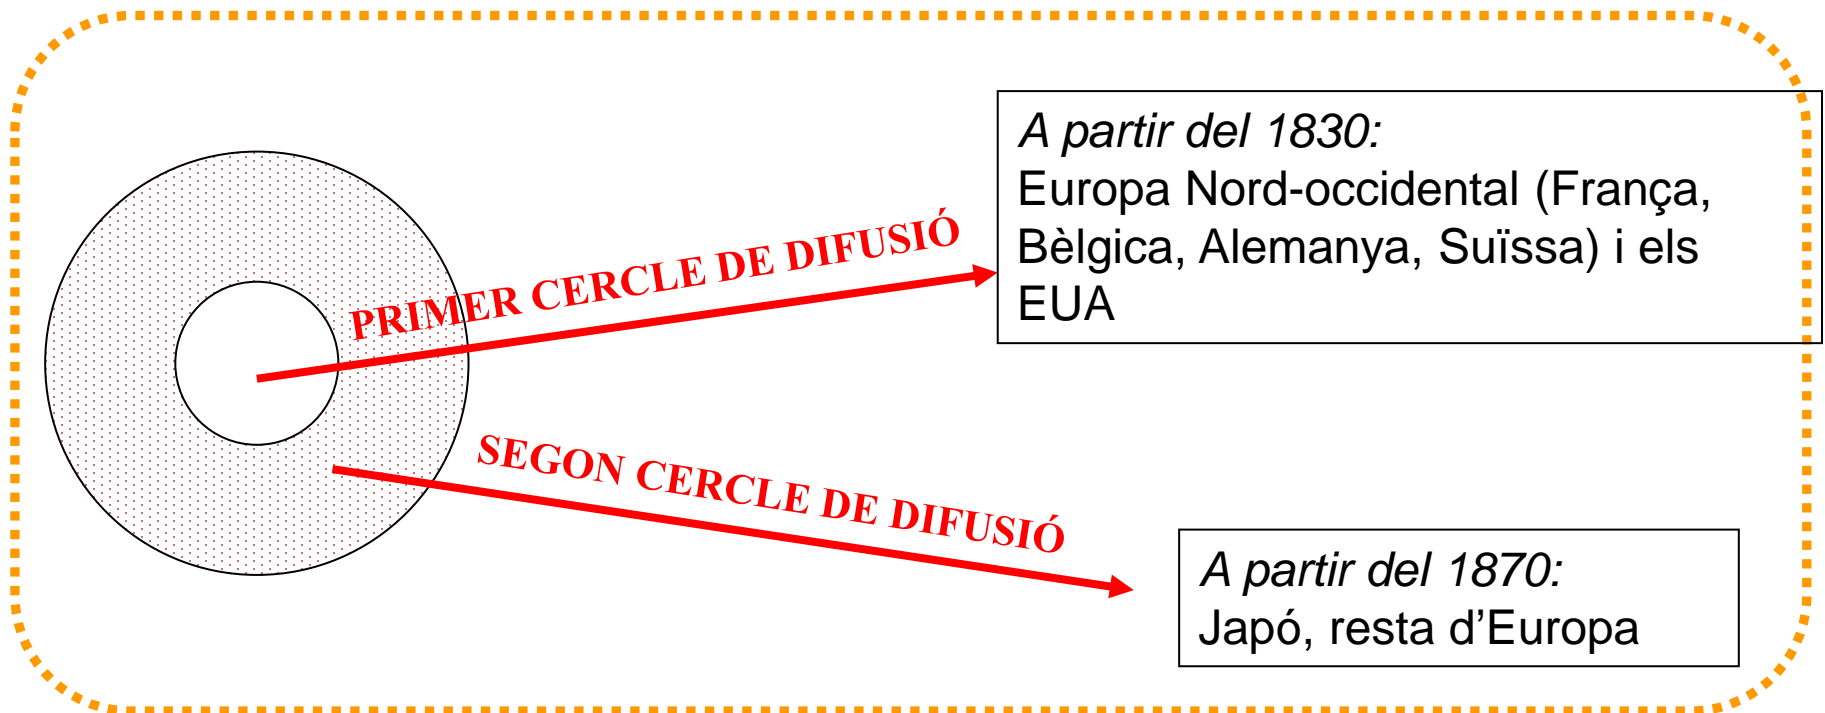 PRIMER CERCLE DE DIFUSIÓ
A partir del 1830:
Europa Nord-occidental (França,
Bèlgica, Alemanya, Suïssa) i els
EUA
SEGON CERCLE DE DIFUSIÓ
A partir del 1870:
Japó, resta d’Europa